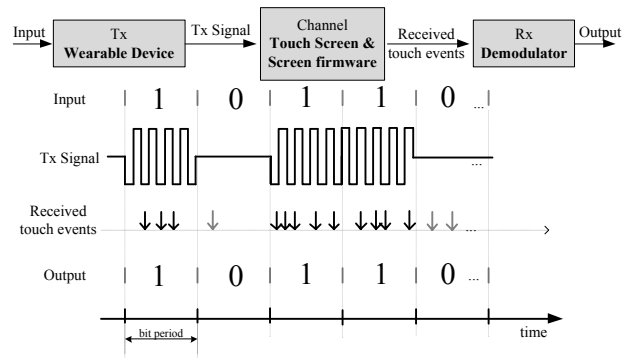 Input
Tx
Wearable Device
Tx Signal
Channel
Touch Screen &
Screen firmware
Received
touch events
Rx
Demodulator
Output
Input | 1 | 0 | 1 | 1 | 0 ... |
Tx Signal ...
Received
touch events ...
Output | 1 | 0 | 1 | 1 | 0 ... |
bit period
time